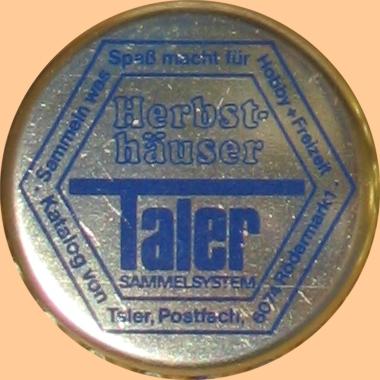 Sammeln was
Spaß macht für
Hobby + Freizeit
Herbst-
häuser
Taler
SAMMELSYSTEM
· Katalog von
Taler, Postfach,
6074 Rödermark 1 ·